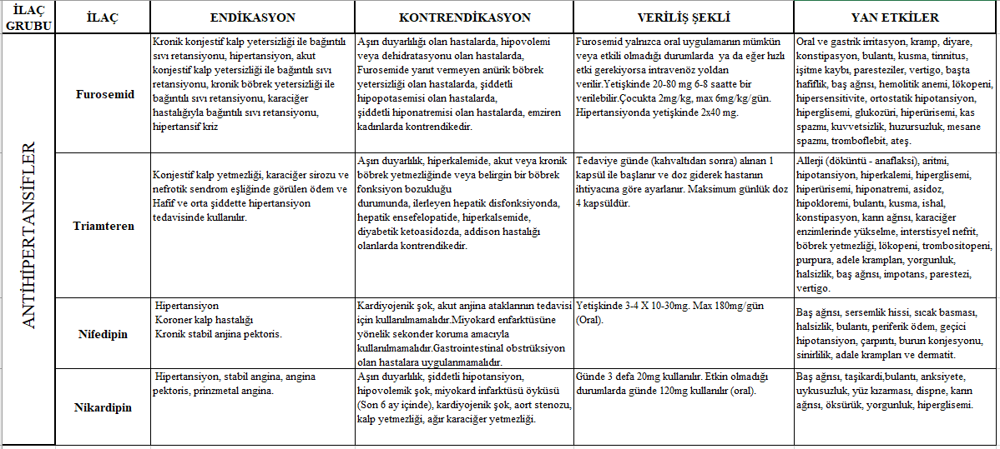 İLAÇ
GRUBU
İLAÇ
ENDİKASYON
KONTRENDİKASYON
VERİLİŞ ŞEKLİ
YAN ETKİLER
ANTİHİPERTANSİFLER
Furosemid
Kronik konjestif kalp yetersizliği ile bağıntılı
sıvı retansiyonu, hipertansiyon, akut
konjestif kalp yetersizliği ile bağıntılı sıvı
retansiyonu, kronik böbrek yetersizliği ile
bağıntılı sıvı retansiyonu, karaciğer
hastalığıyla bağıntılı sıvı retansiyonu,
hipertansif kriz
Aşırı duyarlılığı olan hastalarda, hipovolemi
veya dehidratasyonu olan hastalarda,
Furosemide yanıt vermeyen anürik böbrek
yetersizliği olan hastalarda, şiddetli
hipopotasemisi olan hastalarda,
şiddetli hiponatremisi olan hastalarda, emziren
kadınlarda kontrendikedir.
Furosemid yalnızca oral uygulamanın mümkün
veya etkili olmadığı durumlarda ya da eğer hızlı
etki gerekiyorsa intravenöz yoldan
verilir.Yetişkinde 20-80 mg 6-8 saatte bir
verilebilir.Çocukta 2mg/kg, max 6mg/kg/gün.
Hipertansiyonda yetişkinde 2x40 mg.
Oral ve gastrik irritasyon, kramp, diyare,
konstipasyon, bulantı, kusma, tinnitus,
işitme kaybı, paresteziler, vertigo, başta
hafiflik, baş ağrısı, hemolitik anemi, lökopeni,
hipersensitivite, ortostatik hipotansiyon,
hiperglisemi, glukozüri, hiperürisemi, kas
spazmı, kuvvetsizlik, huzursuzluk, mesane
spazmı, tromboflebit, ateş.
Triamteren
Konjestif kalp yetmezliği, karaciğer sirozu ve
nefrotik sendrom eşliğinde görülen ödem ve
Hafif ve orta şiddette hipertansiyon
tedavisinde kullanılır.
Aşırı duyarlılık, hiperkalemide, akut veya kronik
böbrek yetmezliğinde veya belirgin bir böbrek
fonksiyon bozukluğu
durumunda, ilerleyen hepatik disfonksiyonda,
hepatik ensefelopatide, hiperkalsemide,
diyabetik ketoasidozda, addison hastalığı
olanlarda kontrendikedir.
Tedaviye günde (kahvaltıdan sonra) alınan 1
kapsül ile başlanır ve doz giderek hastanın
ihtiyacına göre ayarlanır. Maksimum günlük doz
4 kapsüldür.
Allerji (döküntü - anaflaksi), aritmi,
hipotansiyon, hiperkalemi, hiperglisemi,
hiperürisemi, hiponatremi, asidoz,
hipokloremi, bulantı, kusma, ishal,
konstipasyon, karın ağrısı, karaciğer
enzimlerinde yükselme, interstisyel nefrit,
böbrek yetmezliği, lökopeni, trombositopeni,
purpura, adele krampları, yorgunluk,
halsizlik, baş ağrısı, impotans, parestezi,
vertigo.
Nifedipin
Hipertansiyon
Koroner kalp hastalığı
Kronik stabil anjina pektoris.
Kardiyojenik şok, akut anjina ataklarının tedavisi
için kullanılmamalıdır.Miyokard enfarktüsüne
yönelik sekonder koruma amacıyla
kullanılmamalıdır.Gastrointestinal obstrüksiyon
olan hastalara uygulanmamalıdır.
Yetişkinde 3-4 X 10-30mg. Max 180mg/gün
(Oral).
Baş ağrısı, sersemlik hissi, sıcak basması,
halsizlik, bulantı, periferik ödem, geçici
hipotansiyon, çarpıntı, burun konjesyonu,
sinirlilik, adale krampları ve dermatit.
Nikardipin
Hipertansiyon, stabil angina, angina
pektoris, prinzmetal angina.
Aşırı duyarlılık, şiddetli hipotansiyon,
hipovolemik şok, miyokard infarktüsü öyküsü
(Son 6 ay içinde), kardiyojenik şok, aort stenozu,
kalp yetmezliği, ağır karaciğer yetmezliği.
Günde 3 defa 20mg kullanılır. Etkin olmadığı
durumlarda günde 120mg kullanılır (oral).
Baş ağrısı, taşikardi,bulantı, anksiyete,
uykusuzluk, yüz kızarması, dispne, karın
ağrısı, öksürük, yorgunluk, hiperglisemi.